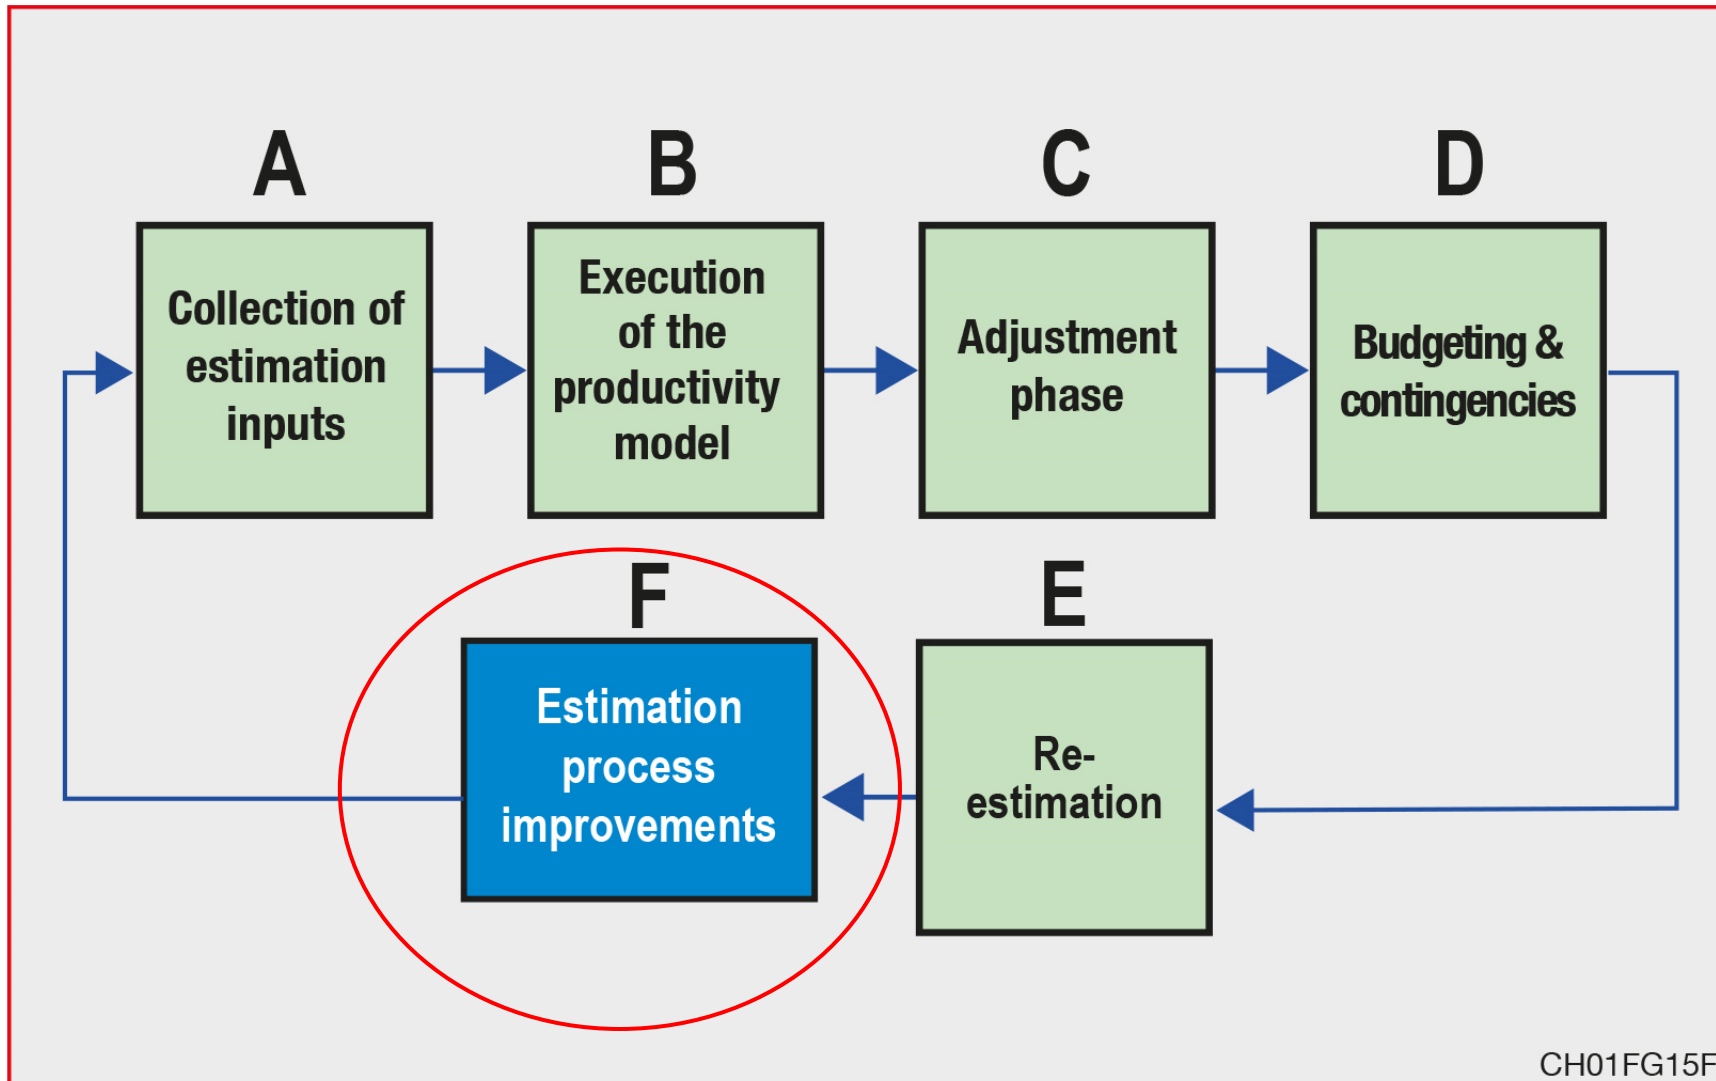 A
B
C
D
Collection of
estimation
inputs
Execution
of the
productivity
model
Adjustment
phase
Budgeting &
contingencies
F
E
Estimation
process
improvements
Re-
estimation
CH01FG15F